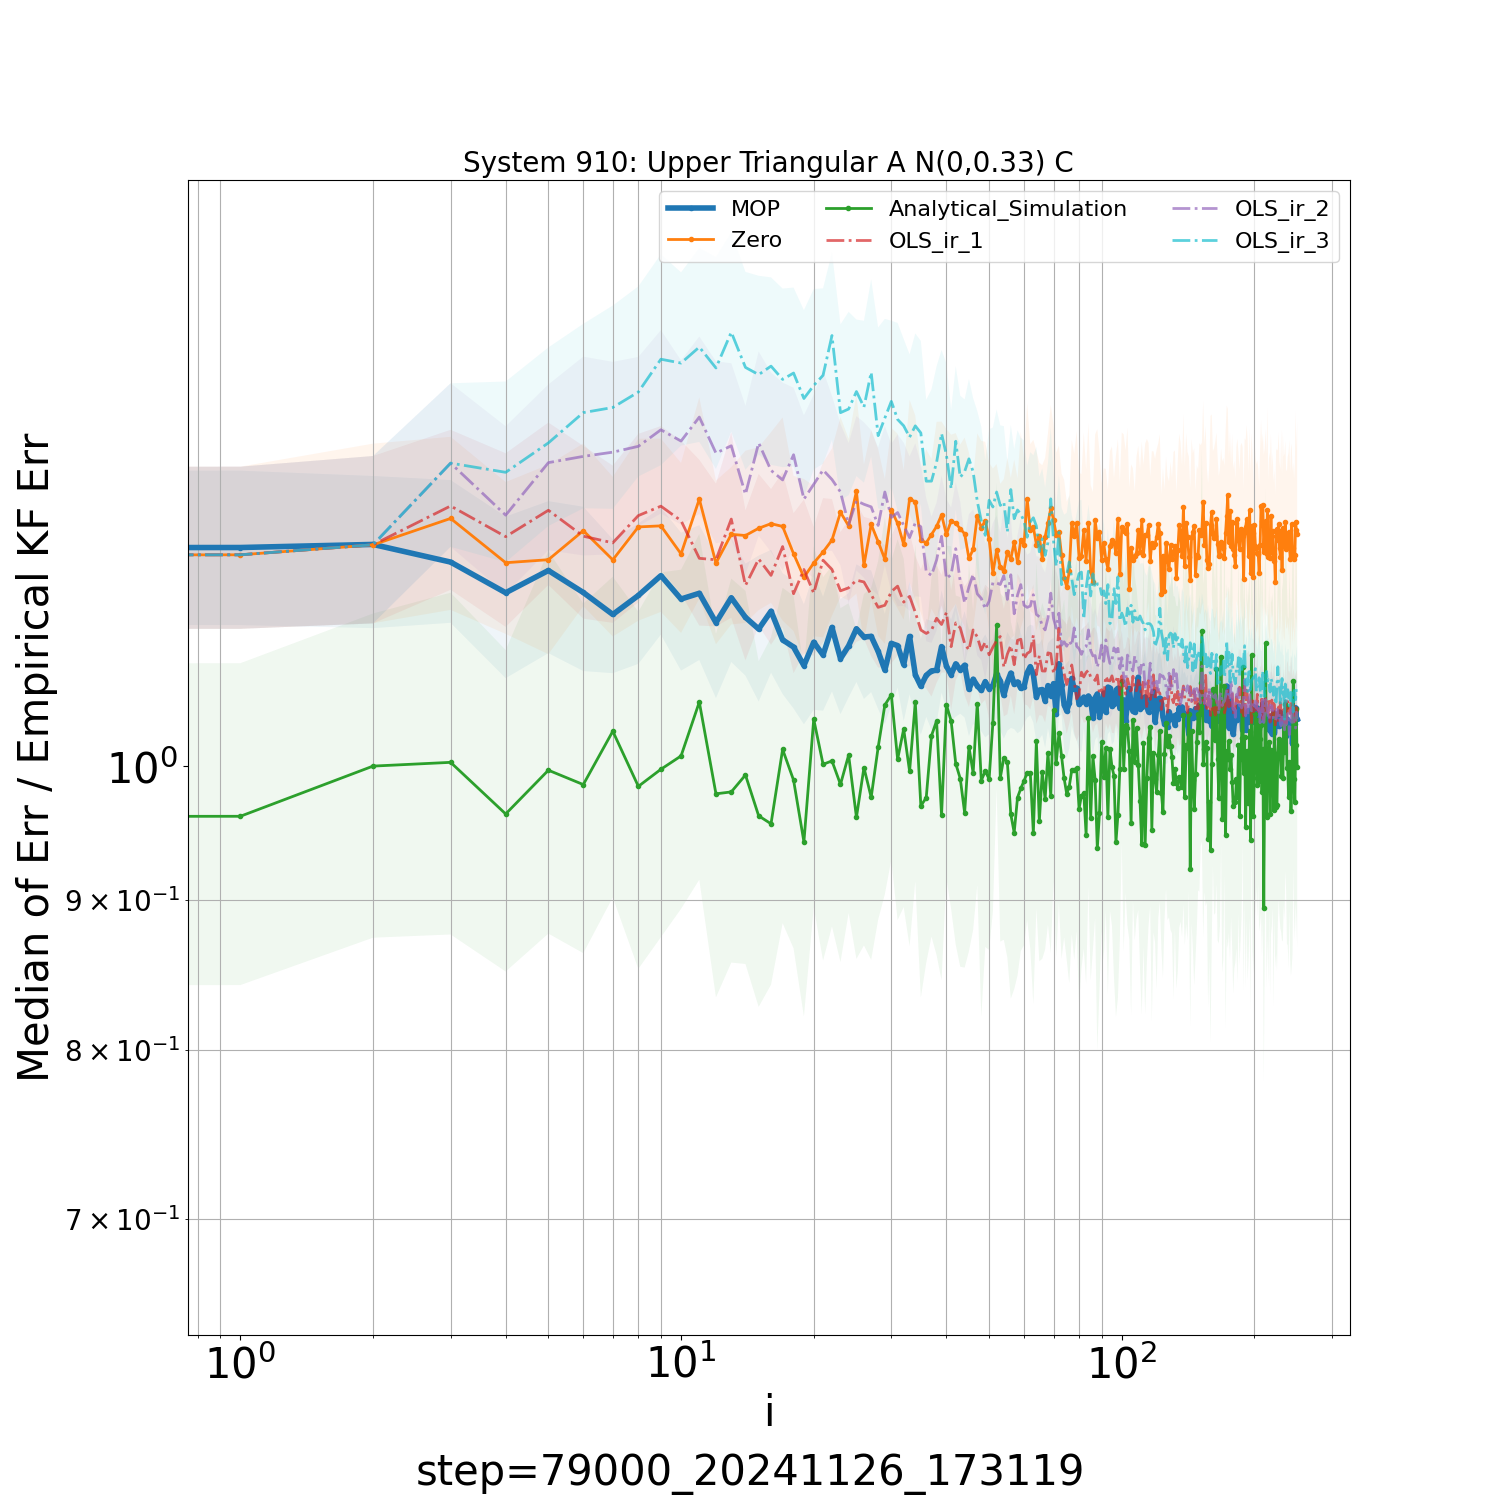 System 910: Upper Triangular A N(0,0.33) C
MOP
Zero
Analytical_Simulation
OLS_ir_1
OLS_ir_2
OLS_ir_3
Median of Err / Empirical KF Err
10⁰
9 × 10⁻¹
8 × 10⁻¹
7 × 10⁻¹
10⁰ 10¹ 10²
i
step=79000_20241126_173119